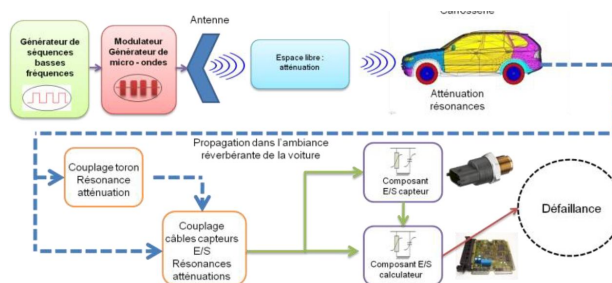 Antenne
Carrosserie
Générateur de
séquences
basses
fréquences
Modulateur
Générateur de
micro - ondes
Espace libre :
atténuation
Atténuation
résonances
Propagation dans l'ambiance
réverbérante de la voiture
Couplage toron
Résonance
atténuation
Couplage
câbles capteurs
E/S
Résonances
atténuations
Composant
E/S capteur
Composant E/S
calculateur
Défaillance